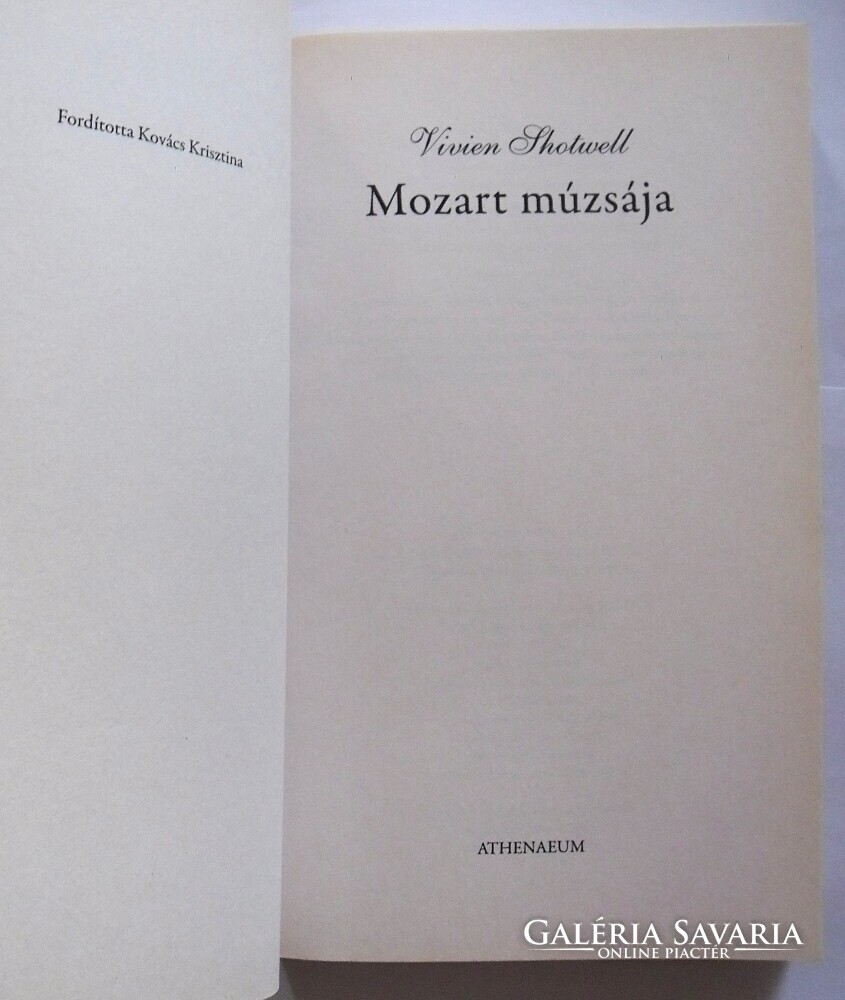 Fordította Kovács Krisztina
Vivien Shotwell
Mozart múzsája
ATHENAEUM
GALÉRIA SAVARIA
ONLINE PIACTÉR